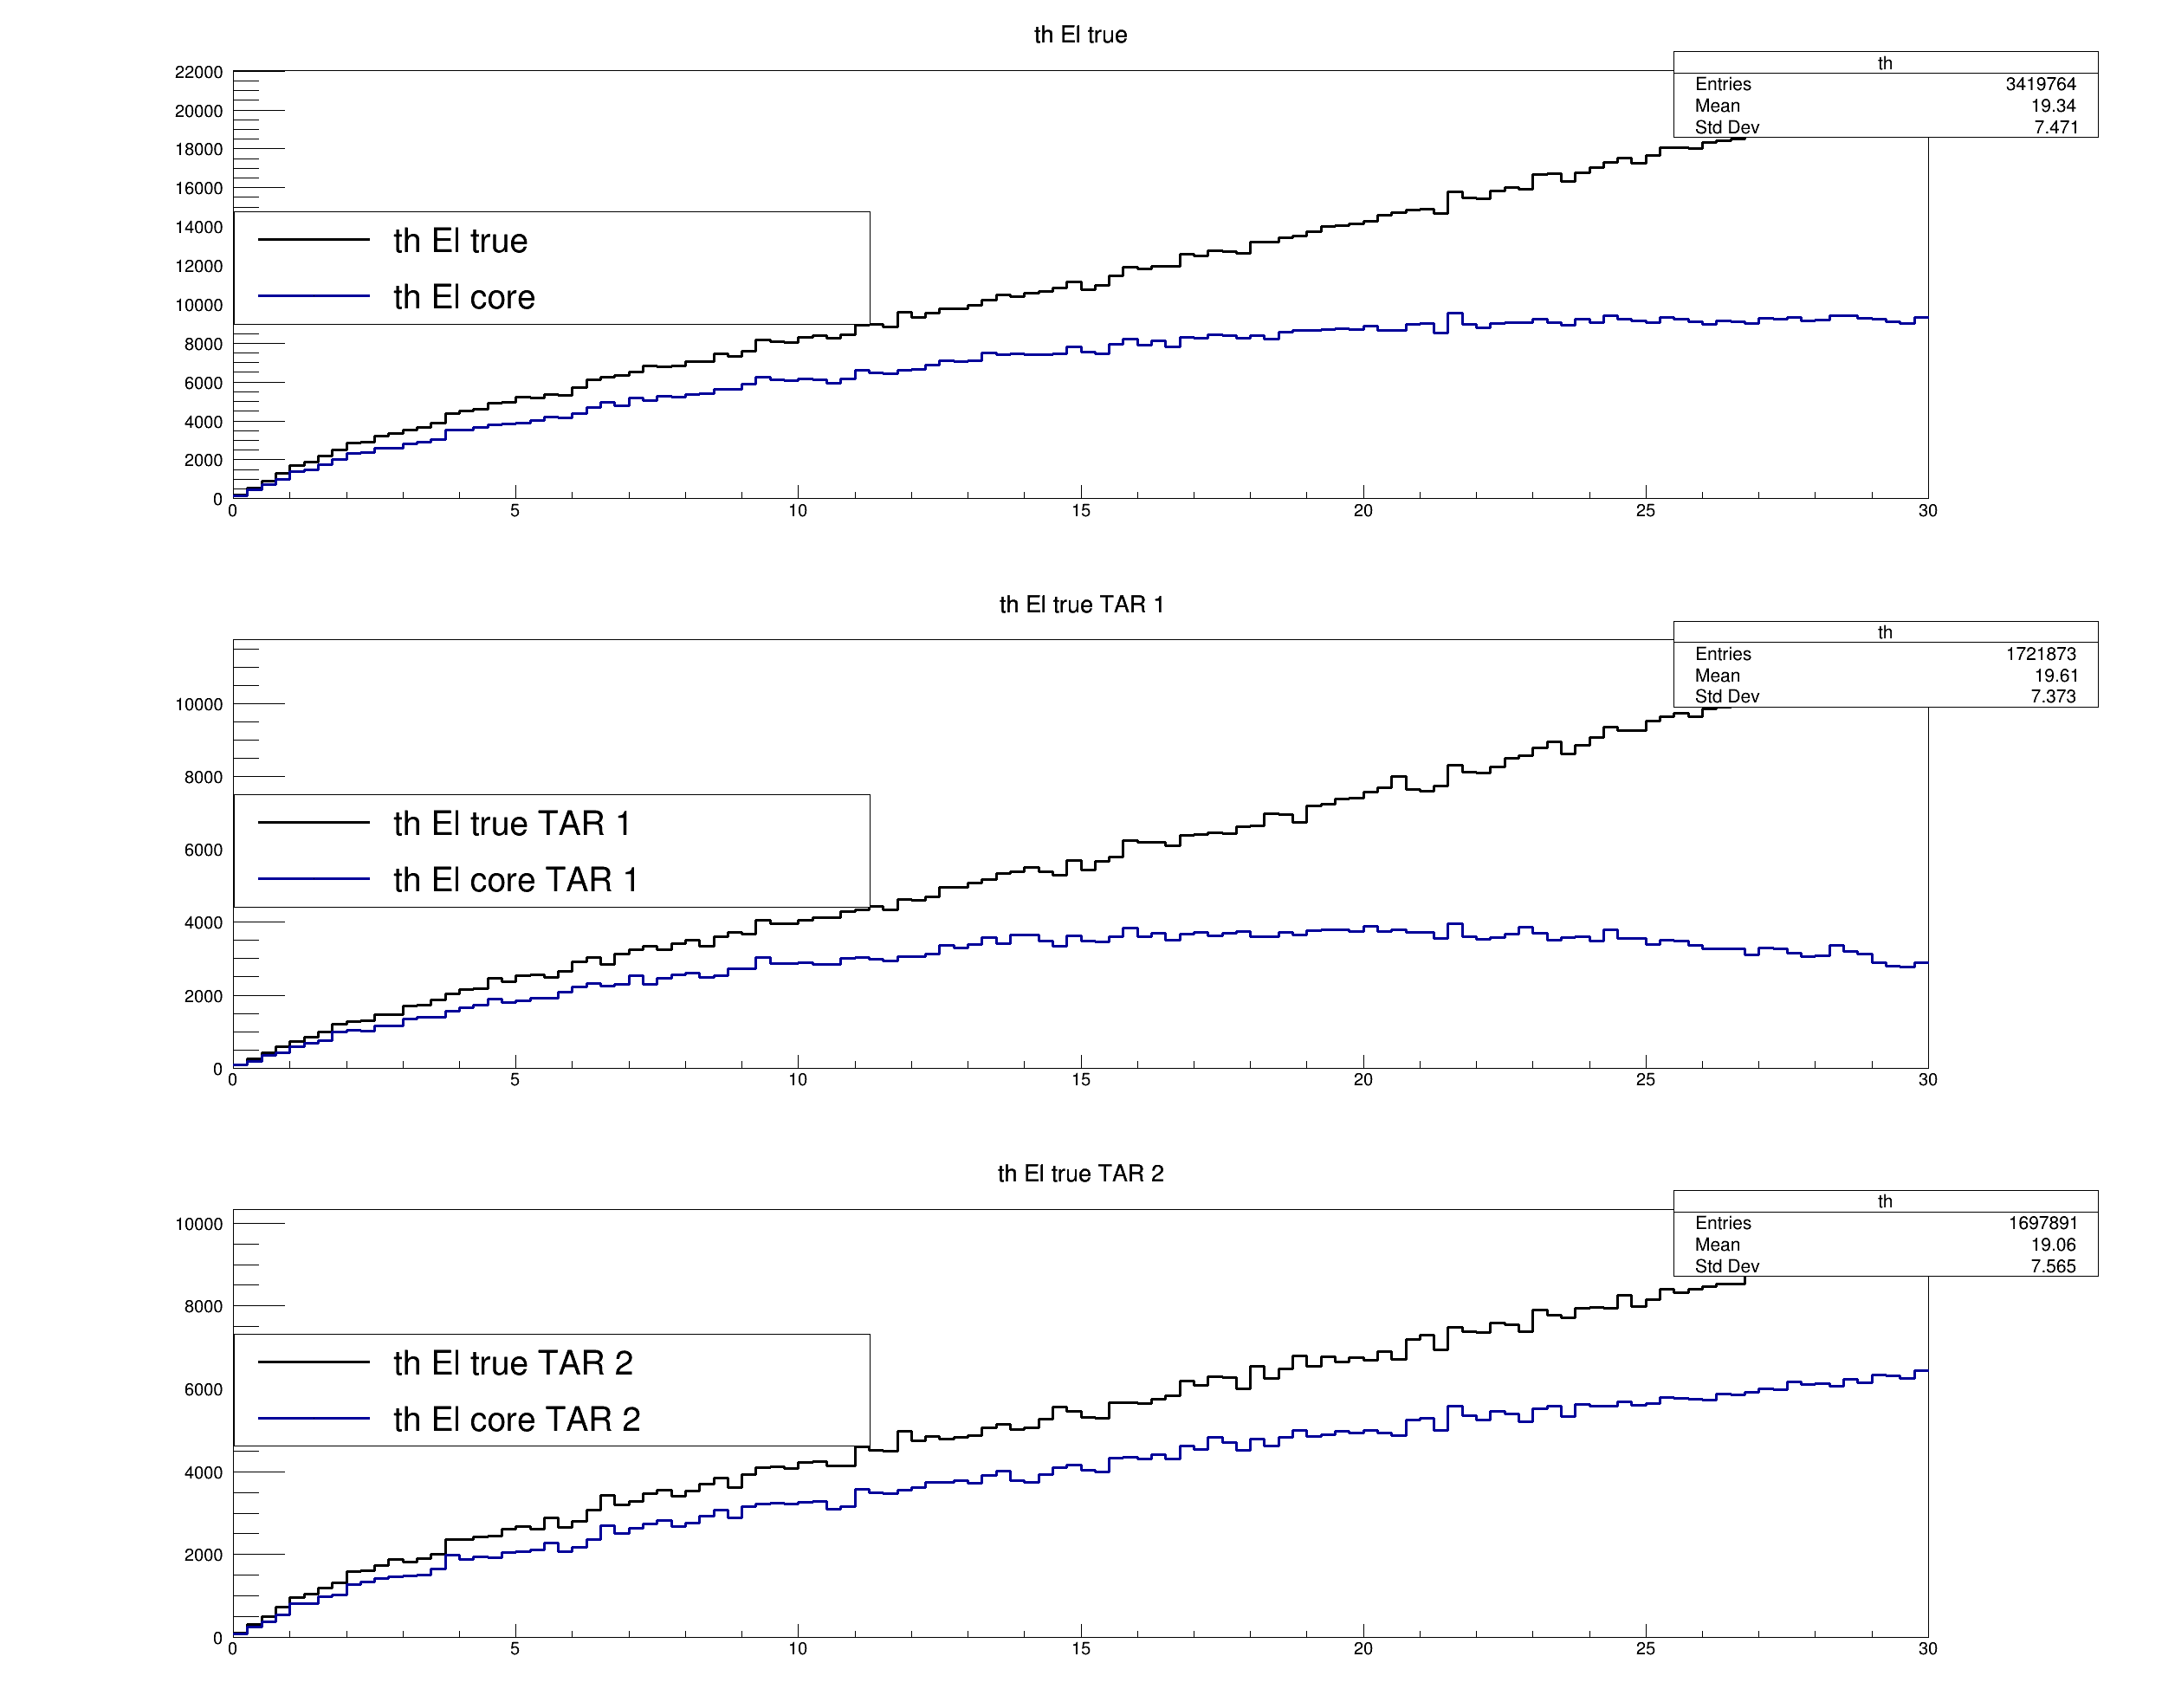 th El true
th
Entries 3419764
Mean 19.34
Std Dev 7.471
22000
20000
18000
16000
14000
12000
10000
8000
6000
4000
2000
0
th El true
th El core
0 5 10 15 20 25 30
th El true TAR 1
th
Entries 1721873
Mean 19.61
Std Dev 7.373
10000
8000
6000
4000
2000
0
th El true TAR 1
th El core TAR 1
0 5 10 15 20 25 30
th El true TAR 2
th
Entries 1697891
Mean 19.06
Std Dev 7.565
10000
8000
6000
4000
2000
0
th El true TAR 2
th El core TAR 2
0 5 10 15 20 25 30